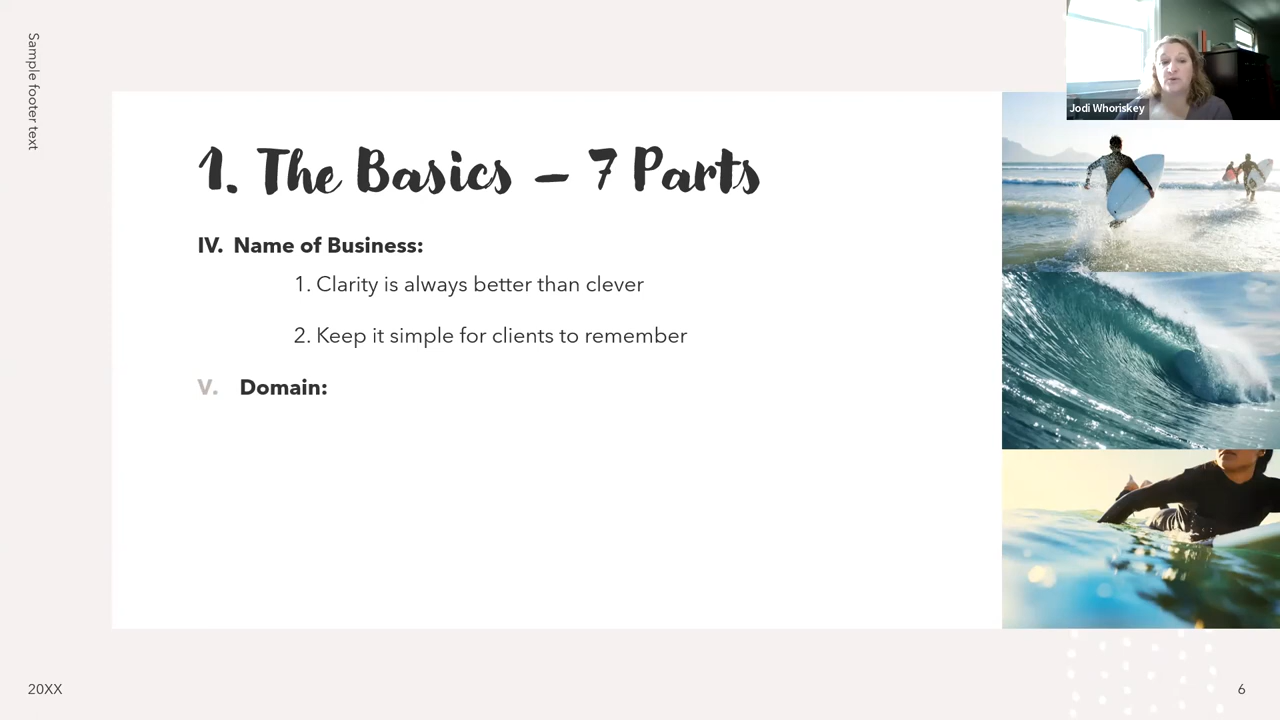 Sample footer text
Jodi Whoriskey
1. The Basics – 7 Parts
IV. Name of Business:
1. Clarity is always better than clever
2. Keep it simple for clients to remember
V. Domain:
20XX
6